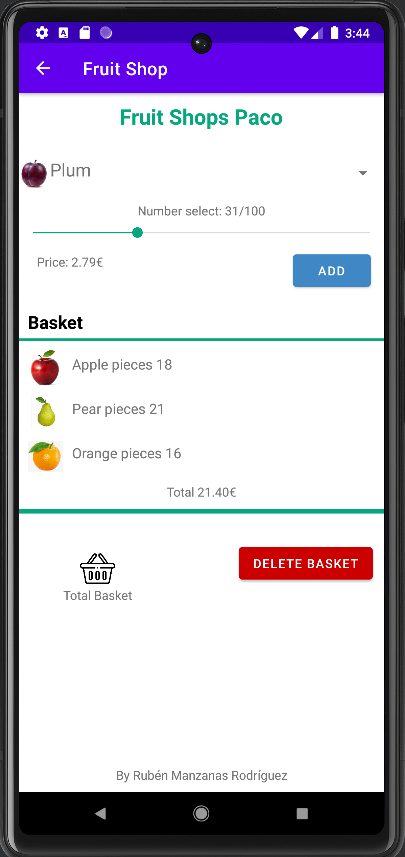 3:44
Fruit Shop
Fruit Shops Paco
Plum
Number select: 31/100
Price: 2.79€
ADD
Basket
Apple pieces 18
Pear pieces 21
Orange pieces 16
Total 21.40€
DELETE BASKET
Total Basket
By Rubén Manzanas Rodríguez